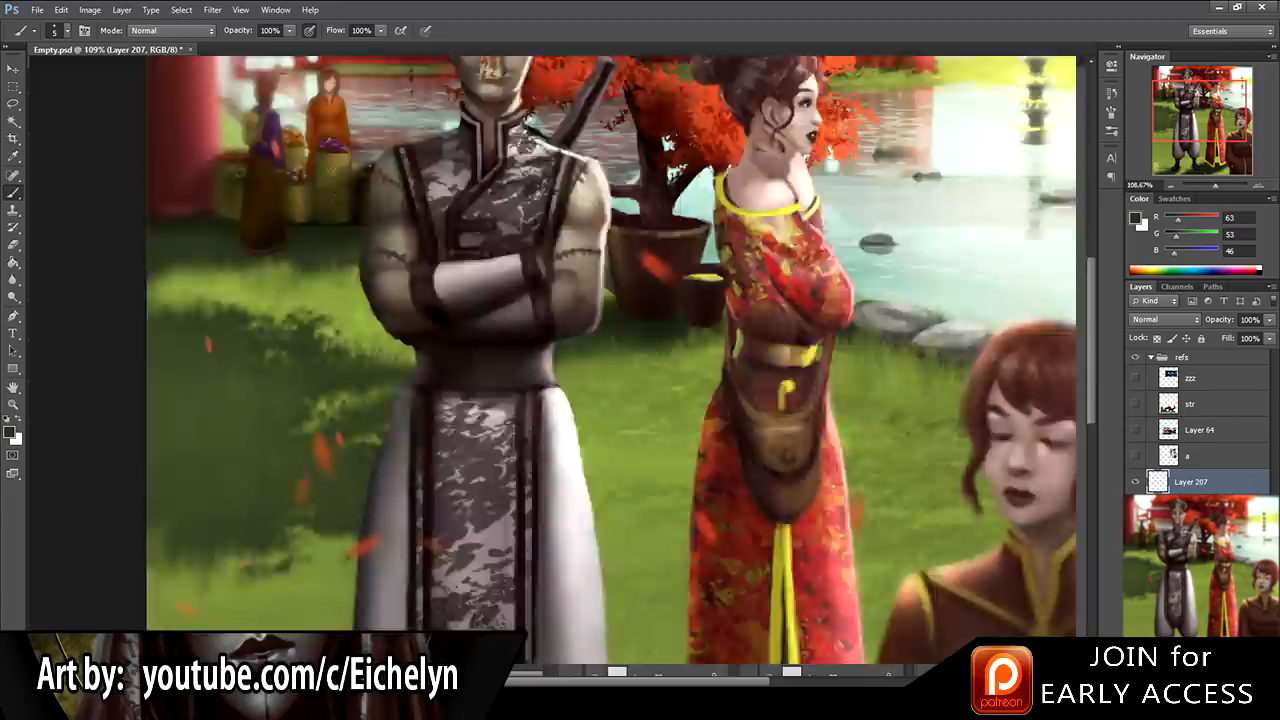 Ps File Edit Image Layer Type Select Filter View Window Help
5 Mode: Normal Opacity: 100% Flow: 100% Essentials
Empty.psd @ 109% (Layer 207, RGB/8) * ×
Navigator
108,67%
Color Swatches
R 63
G 53
B 46
Layers Channels Paths
Kind
Normal Opacity: 100%
Lock: Fill: 100%
refs
zzz
str
Layer 64
a
Layer 207
Art by: youtube.com/c/Eichelyn
patreon
JOIN for
EARLY ACCESS